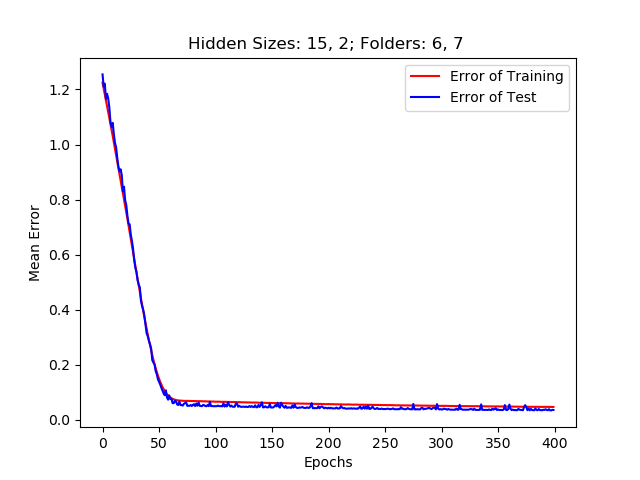 Hidden Sizes: 15, 2; Folders: 6, 7
Error of Training
Error of Test
Mean Error
1.2
1.0
0.8
0.6
0.4
0.2
0.0
0 50 100 150 200 250 300 350 400
Epochs